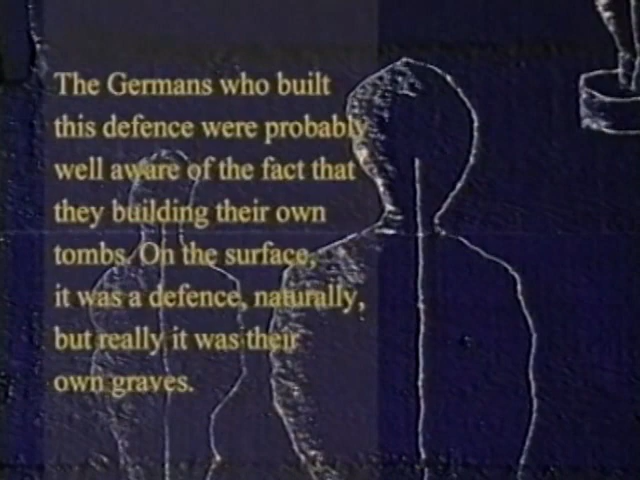 The Germans who built
this defence were probably
well aware of the fact that
they building their own
tombs. On the surface,
it was a defence, naturally,
but really it was their
own graves.